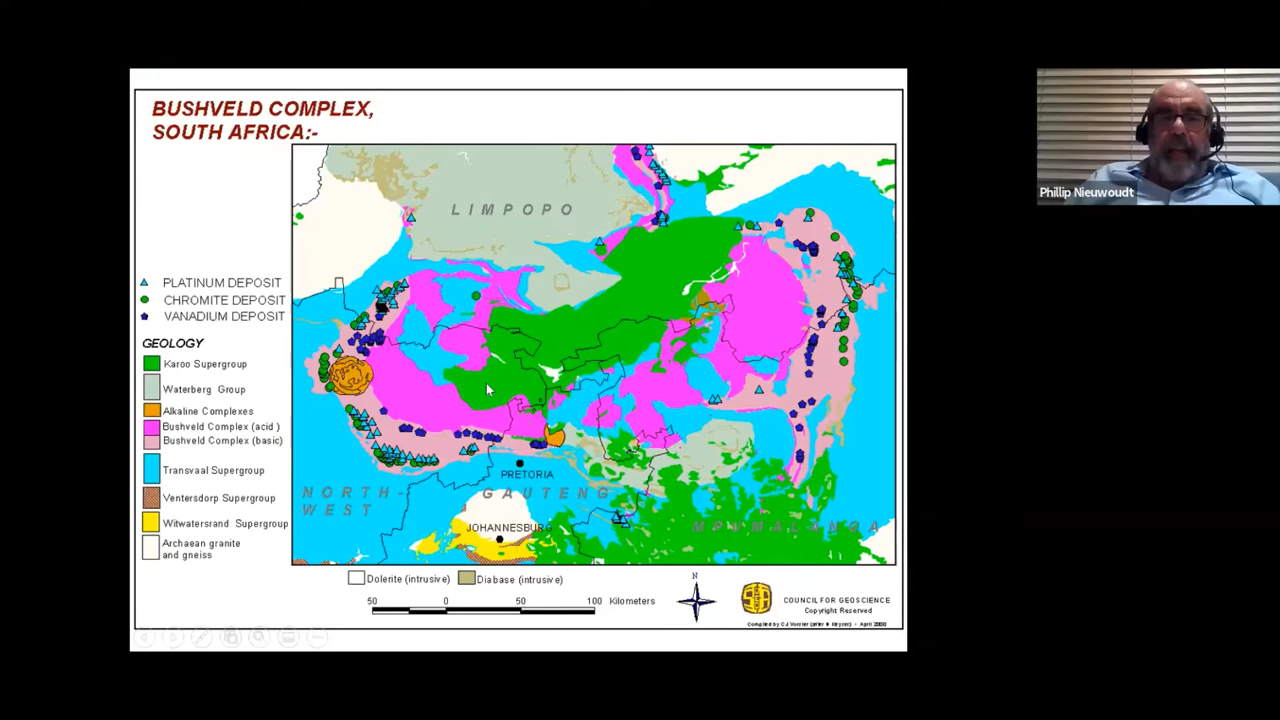 BUSHVELD COMPLEX,
SOUTH AFRICA:-
Phillip Nieuwoudt
LIMPOPO
PLATINUM DEPOSIT
CHROMITE DEPOSIT
VANADIUM DEPOSIT
GEOLOGY
Karoo Supergroup
Waterberg Group
Alkaline Complexes
Bushveld Complex (acid )
Bushveld Complex (basic)
Transvaal Supergroup
Ventersdorp Supergroup
Witwatersrand Supergroup
Archaean granite
and gneiss
PRETORIA
NORTH-
WEST
GAUTENG
JOHANNESBURG
MPUMALANGA
Dolerite (intrusive)
Diabase (intrusive)
50 0 50 100 Kilometers
N
COUNCIL FOR GEOSCIENCE
Copyright Reserved